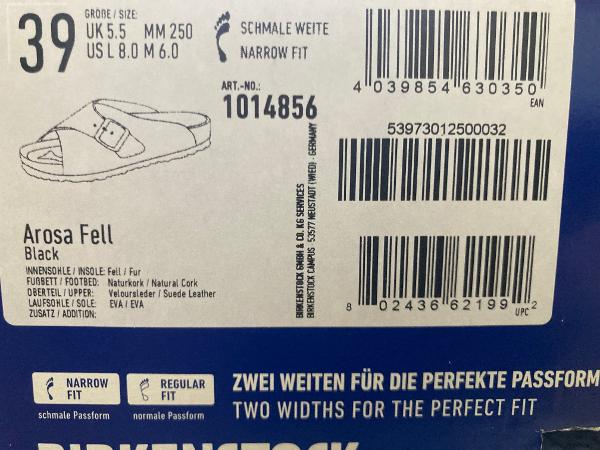 39
GRÖßE / SIZE:
UK 5.5 MM 250
US L 8.0 M 6.0
SCHMALE WEITE
NARROW FIT
ART.-NO.:
1014856
4 039854 630350
EAN
53973012500032
BIRKENSTOCK GMBH & CO. KG SERVICES
BIRKENSTOCK CAMPUS · 53577 NEUSTADT (WIED) · GERMANY
8 02436 62199 2
UPC
Arosa Fell
Black
INNENSOHLE / INSOLE: Fell / Fur
FUßBETT / FOOTBED: Naturkork / Natural Cork
OBERTEIL / UPPER: Veloursleder / Suede Leather
LAUFSOHLE / SOLE: EVA / EVA
ZUSATZ / ADDITION:
NARROW FIT
schmale Passform
REGULAR FIT
normale Passform
ZWEI WEITEN FÜR DIE PERFEKTE PASSFORM
TWO WIDTHS FOR THE PERFECT FIT
BIRKENSTOCK